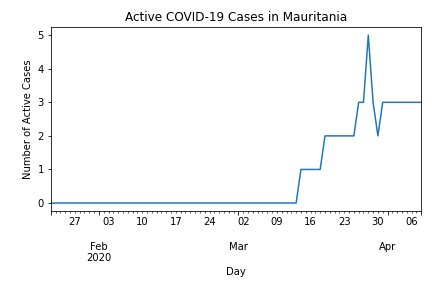 Active COVID-19 Cases in Mauritania
Number of Active Cases
5
4
3
2
1
0
27 03 10 17 24 02 09 16 23 30 06
Feb Mar Apr
2020
Day